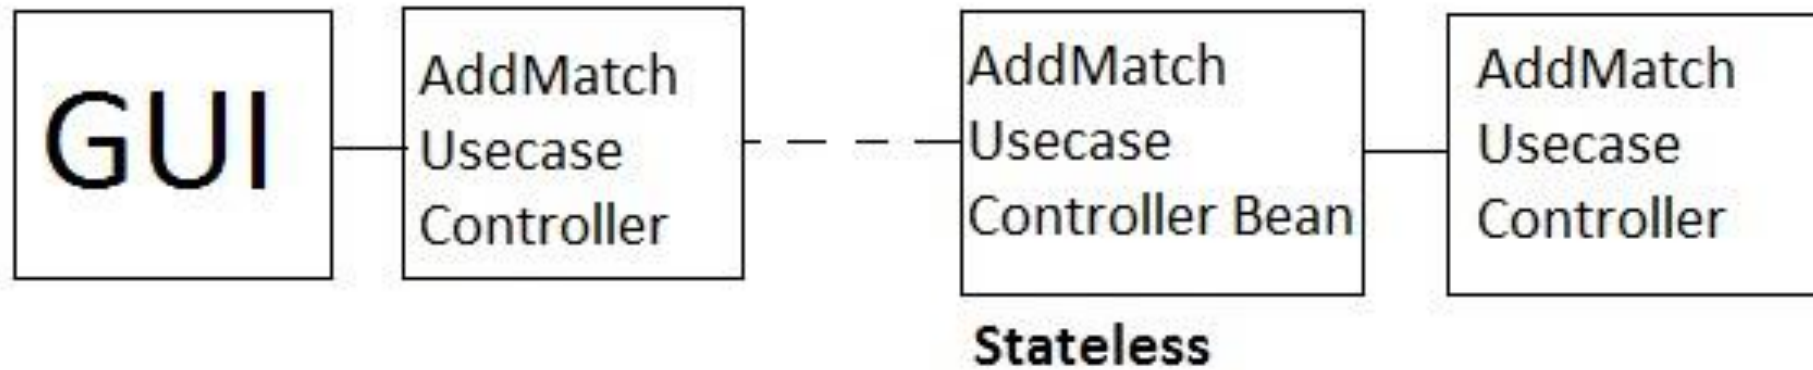 GUI
AddMatch
Usecase
Controller
AddMatch
Usecase
Controller Bean
Stateless
AddMatch
Usecase
Controller